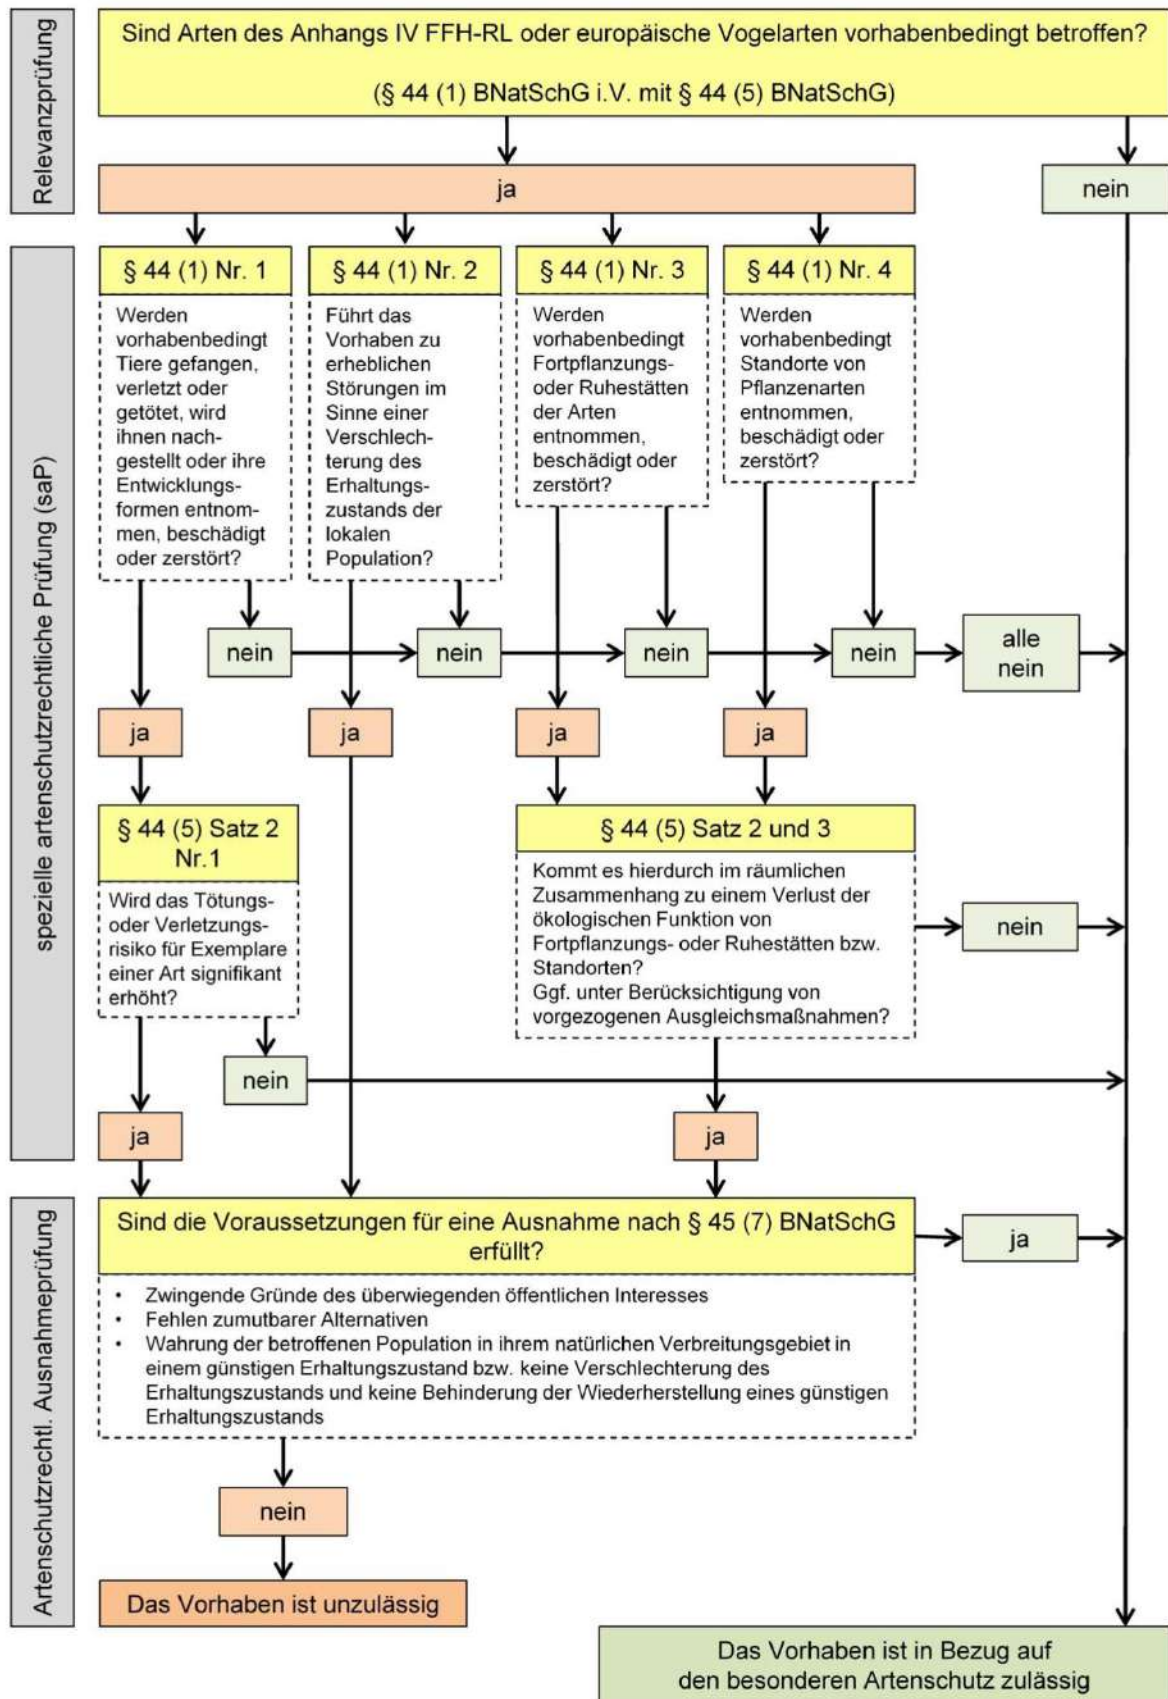 Relevanzprüfung
Sind Arten des Anhangs IV FFH-RL oder europäische Vogelarten vorhabenbedingt betroffen?
(§ 44 (1) BNatSchG i.V. mit § 44 (5) BNatSchG)
ja
nein
spezielle artenschutzrechtliche Prüfung (saP)
§ 44 (1) Nr. 1
Werden
vorhabenbedingt
Tiere gefangen,
verletzt oder
getötet, wird
ihnen nach-
gestellt oder ihre
Entwicklungs-
formen entnom-
men, beschädigt
oder zerstört?
§ 44 (1) Nr. 2
Führt das
Vorhaben zu
erheblichen
Störungen im
Sinne einer
Verschlech-
terung des
Erhaltungs-
zustands der
lokalen
Population?
§ 44 (1) Nr. 3
Werden
vorhabenbedingt
Fortpflanzungs-
oder Ruhestätten
der Arten
entnommen,
beschädigt oder
zerstört?
§ 44 (1) Nr. 4
Werden
vorhabenbedingt
Standorte von
Pflanzenarten
entnommen,
beschädigt oder
zerstört?
nein
nein
nein
nein
alle
nein
ja
ja
ja
ja
§ 44 (5) Satz 2
Nr.1
Wird das Tötungs-
oder Verletzungs-
risiko für Exemplare
einer Art signifikant
erhöht?
§ 44 (5) Satz 2 und 3
Kommt es hierdurch im räumlichen
Zusammenhang zu einem Verlust der
ökologischen Funktion von
Fortpflanzungs- oder Ruhestätten bzw.
Standorten?
Ggf. unter Berücksichtigung von
vorgezogenen Ausgleichsmaßnahmen?
nein
nein
ja
ja
Artenschutzrechtl. Ausnahmeprüfung
Sind die Voraussetzungen für eine Ausnahme nach § 45 (7) BNatSchG
erfüllt?
• Zwingende Gründe des überwiegenden öffentlichen Interesses
• Fehlen zumutbarer Alternativen
• Wahrung der betroffenen Population in ihrem natürlichen Verbreitungsgebiet in
einem günstigen Erhaltungszustand bzw. keine Verschlechterung des
Erhaltungszustands und keine Behinderung der Wiederherstellung eines günstigen
Erhaltungszustands
ja
nein
Das Vorhaben ist unzulässig
Das Vorhaben ist in Bezug auf
den besonderen Artenschutz zulässig